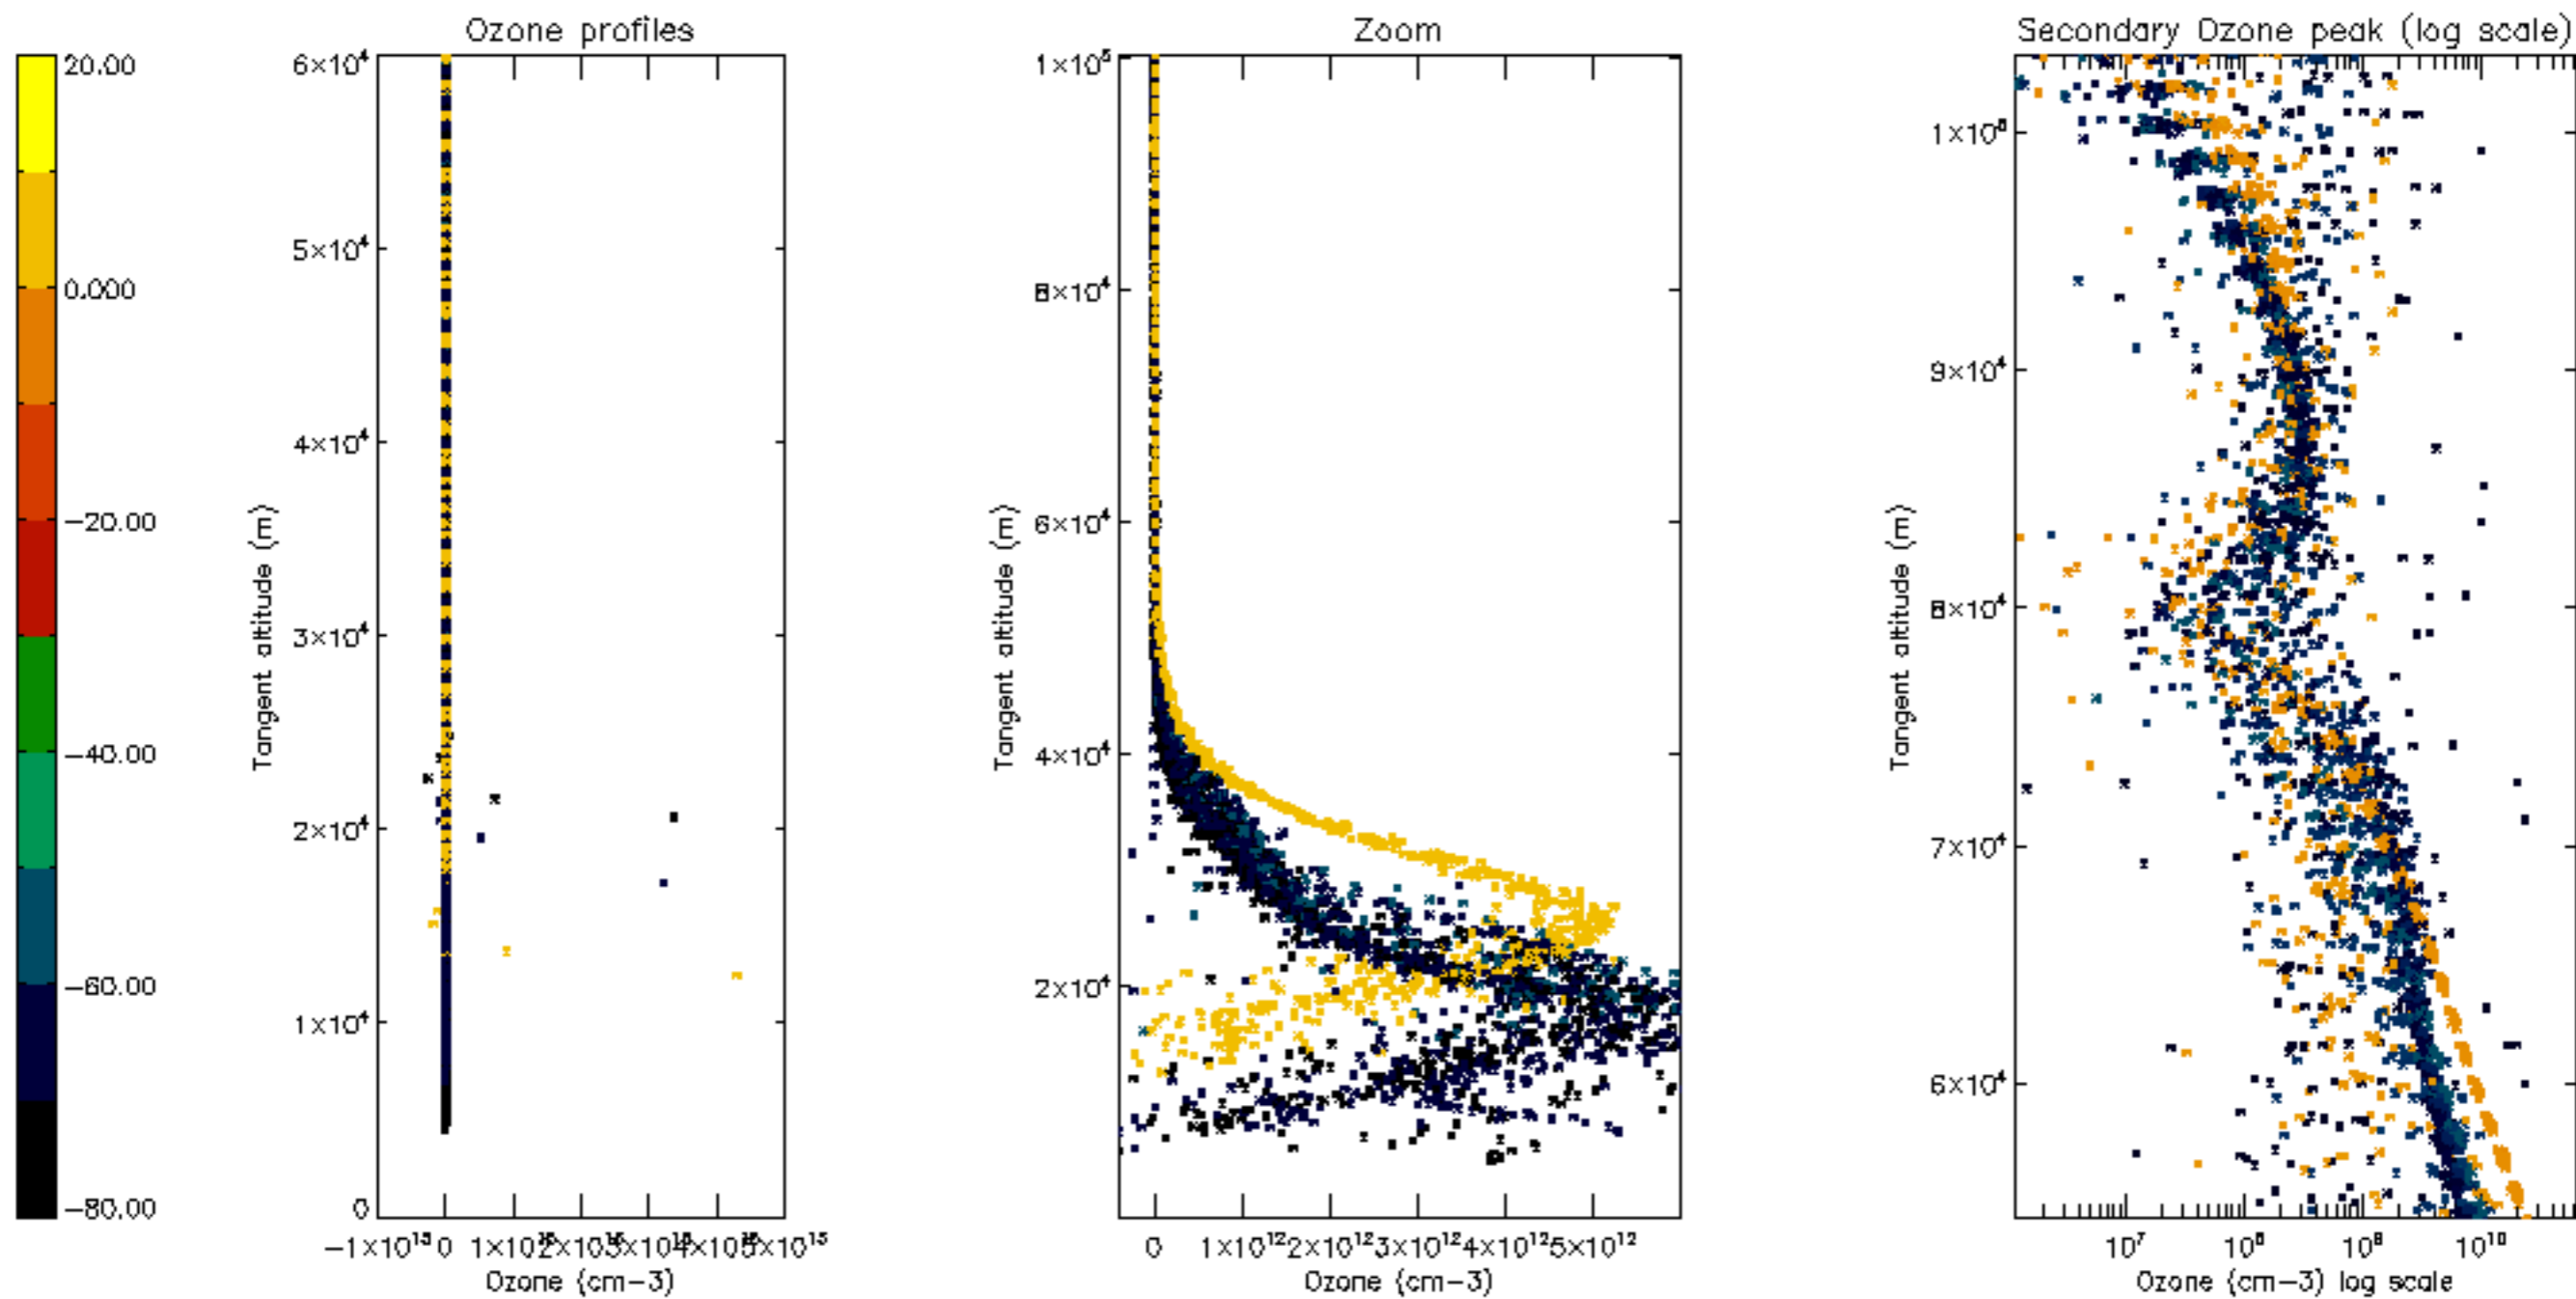 Ozone profiles
Zoom
Secondary Ozone peak (log scale)
20.00
0.000
−20.00
−40.00
−60.00
−80.00
6×10⁴
5×10⁴
4×10⁴
3×10⁴
2×10⁴
1×10⁴
0
Tangent altitude (m)
−1×10¹⁵ 0
Ozone (cm−3)
1×10⁵
8×10⁴
6×10⁴
4×10⁴
2×10⁴
Tangent altitude (m)
0 1×10¹² 2×10¹² 3×10¹² 4×10¹² 5×10¹²
Ozone (cm−3)
9×10⁴
8×10⁴
7×10⁴
6×10⁴
Tangent altitude (m)
10⁷ 10⁸ 10⁹ 10¹⁰
Ozone (cm−3) log scale